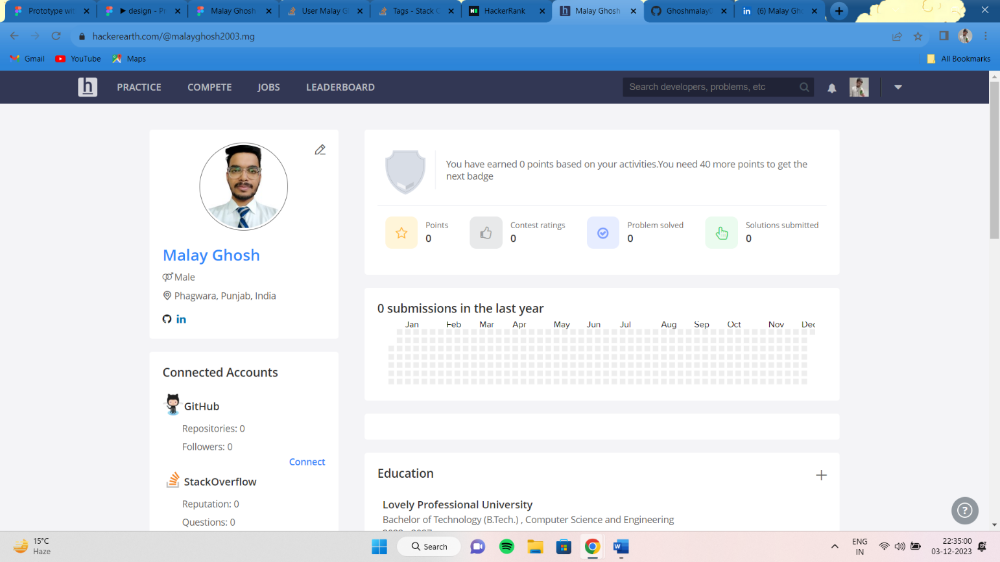 Prototype wit
▶ design - Pr
Malay Ghosh
User Malay G
Tags - Stack O
HackerRank
Malay Ghosh
Ghoshmalay0
(6) Malay Gho
hackerearth.com/@malayghosh2003.mg
Gmail
YouTube
Maps
All Bookmarks
PRACTICE
COMPETE
JOBS
LEADERBOARD
Search developers, problems, etc
Malay Ghosh
Male
Phagwara, Punjab, India
You have earned 0 points based on your activities.You need 40 more points to get the
next badge
Points
0
Contest ratings
0
Problem solved
0
Solutions submitted
0
0 submissions in the last year
Jan Feb Mar Apr May Jun Jul Aug Sep Oct Nov Dec
Connected Accounts
GitHub
Repositories: 0
Followers: 0
Connect
StackOverflow
Reputation: 0
Questions: 0
Education
Lovely Professional University
Bachelor of Technology (B.Tech.) , Computer Science and Engineering
15°C
Haze
Search
ENG
IN
22:35:00
03-12-2023